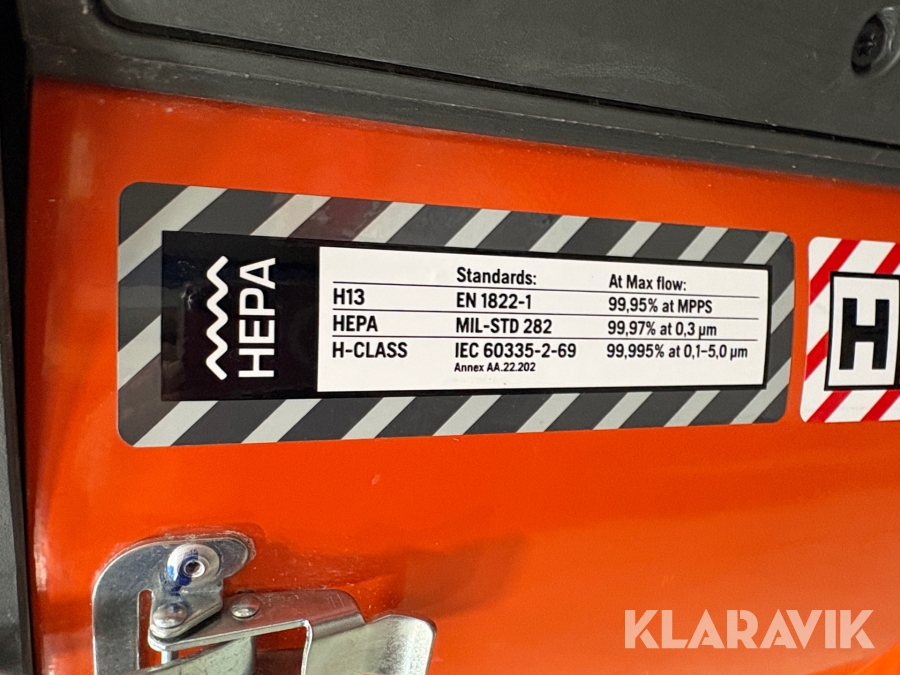 HEPA
Standards: At Max flow:
H13 EN 1822-1 99,95% at MPPS
HEPA MIL-STD 282 99,97% at 0,3 µm
H-CLASS IEC 60335-2-69 99,995% at 0,1-5,0 µm
Annex AA.22.202
H
KLARAVIK